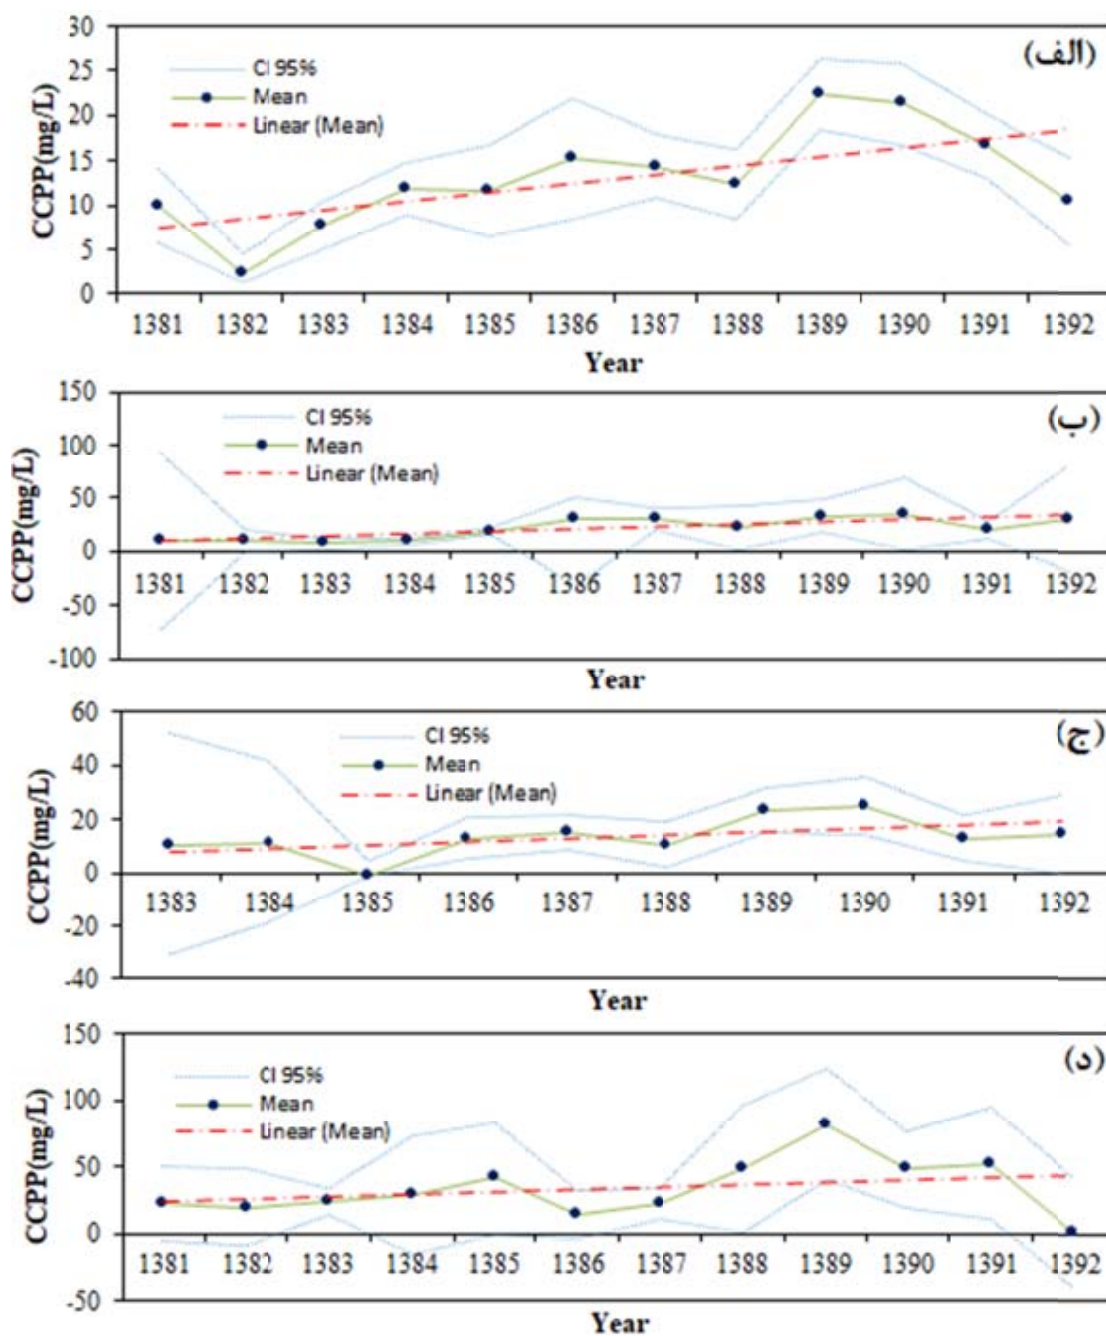 (الف)
30
25
20
15
10
5
0
CCPP(mg/L)
CI 95%
Mean
Linear (Mean)
1381 1382 1383 1384 1385 1386 1387 1388 1389 1390 1391 1392
Year
(ب)
150
100
50
0
-50
-100
CCPP(mg/L)
CI 95%
Mean
Linear (Mean)
1381 1382 1383 1384 1385 1386 1387 1388 1389 1390 1391 1392
Year
(ج)
60
40
20
0
-20
-40
CCPP(mg/L)
CI 95%
Mean
Linear (Mean)
1383 1384 1385 1386 1387 1388 1389 1390 1391 1392
Year
(د)
150
100
50
0
-50
CCPP(mg/L)
CI 95%
Mean
Linear (Mean)
1381 1382 1383 1384 1385 1386 1387 1388 1389 1390 1391 1392
Year